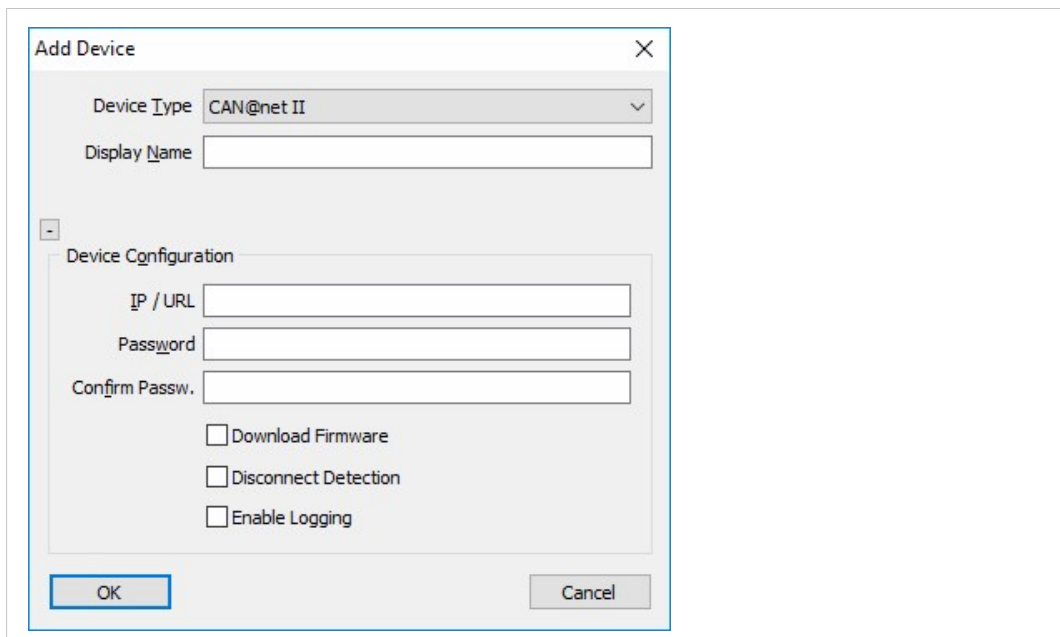 Add Device
Device Type CAN@net II
Display Name
-
Device Configuration
IP / URL
Password
Confirm Passw.
Download Firmware
Disconnect Detection
Enable Logging
OK Cancel